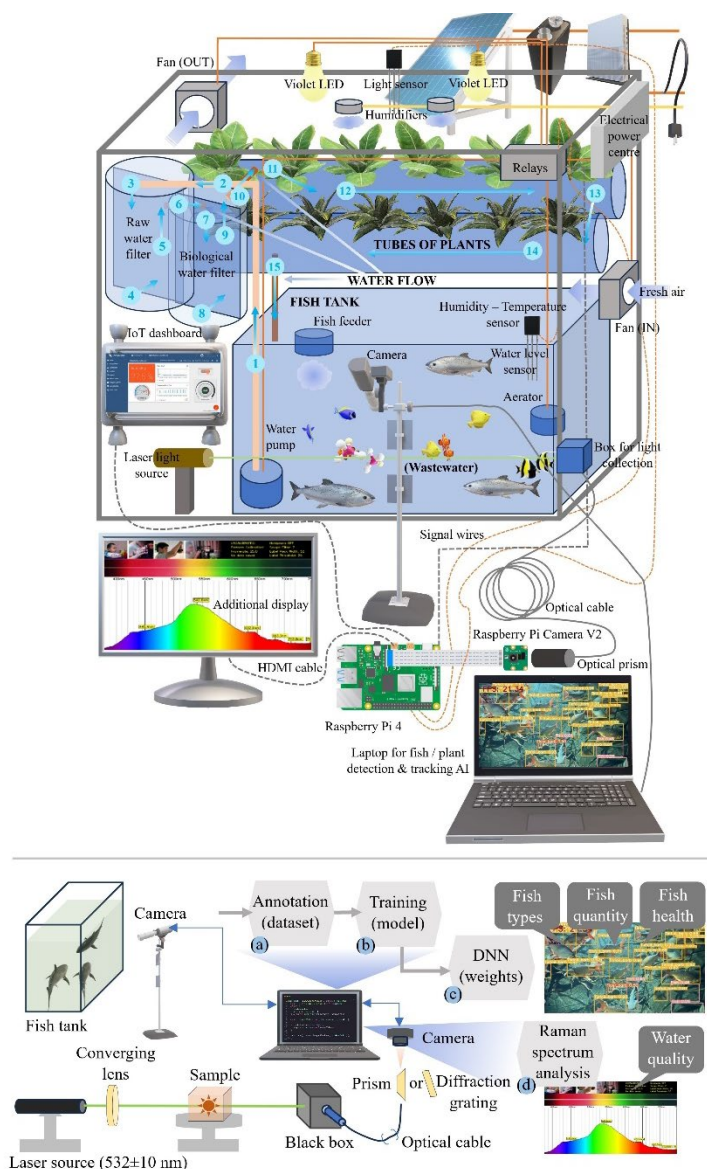 Fan (OUT)
Violet LED
Light sensor
Violet LED
Humidifiers
Electrical
power
centre
Relays
3
2
10
11
12
13
6
7
5
9
Raw
water
filter
Biological
water filter
TUBES OF PLANTS
14
15
WATER FLOW
4
8
FISH TANK
Fresh air
Fan (IN)
IoT dashboard
Fish feeder
Humidity – Temperature
sensor
Camera
Water level
sensor
1
Aerator
Water
pump
Laser light
source
(Wastewater)
Box for light
collection
Signal wires
Additional display
Optical cable
Raspberry Pi Camera V2
HDMI cable
Optical prism
Raspberry Pi 4
Laptop for fish / plant
detection & tracking AI
Camera
Annotation
(dataset)
(a)
Training
(model)
(b)
DNN
(weights)
(c)
Fish
types
Fish
quantity
Fish
health
Fish tank
Camera
Raman
spectrum
analysis
(d)
Water
quality
Converging
lens
Sample
Prism or Diffraction
grating
Black box
Optical cable
Laser source (532±10 nm)